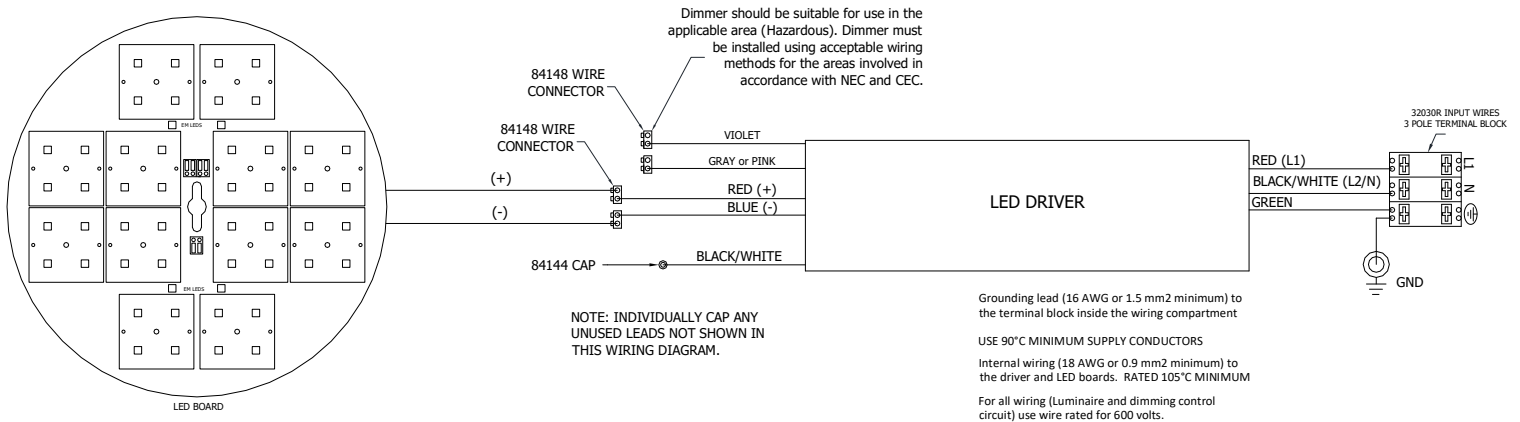 Dimmer should be suitable for use in the
applicable area (Hazardous). Dimmer must
be installed using acceptable wiring
methods for the areas involved in
accordance with NEC and CEC.
84148 WIRE
CONNECTOR
84148 WIRE
CONNECTOR
32030R INPUT WIRES
3 POLE TERMINAL BLOCK
EM LEDS
VIOLET
GRAY or PINK
(+)
RED (+)
(-)
BLUE (-)
LED DRIVER
RED (L1)
BLACK/WHITE (L2/N)
GREEN
L1
N
84144 CAP
BLACK/WHITE
GND
EM LEDS
NOTE: INDIVIDUALLY CAP ANY
UNUSED LEADS NOT SHOWN IN
THIS WIRING DIAGRAM.
Grounding lead (16 AWG or 1.5 mm2 minimum) to
the terminal block inside the wiring compartment
USE 90°C MINIMUM SUPPLY CONDUCTORS
Internal wiring (18 AWG or 0.9 mm2 minimum) to
the driver and LED boards.  RATED 105°C MINIMUM
For all wiring (Luminaire and dimming control
circuit) use wire rated for 600 volts.
LED BOARD